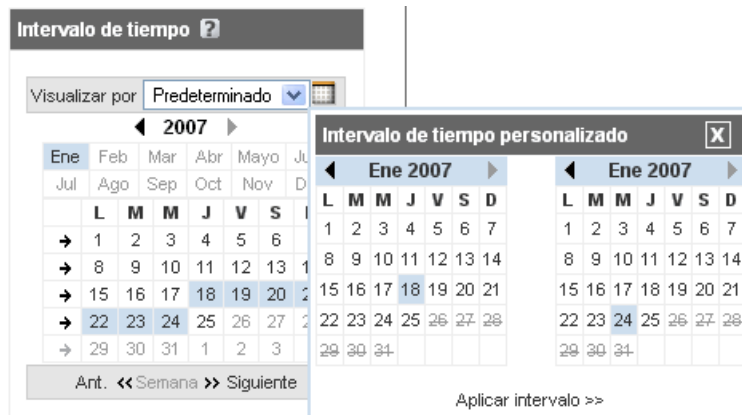 Intervalo de tiempo ?
Visualizar por Predeterminado
2007
Ene Feb Mar Abr Mayo
Jul Ago Sep Oct Nov
L M M J V S
1 2 3 4 5 6
8 9 10 11 12 13
15 16 17 18 19 20
22 23 24 25 26 27
29 30 31 1 2 3
Ant. << Semana >> Siguiente
Intervalo de tiempo personalizado X
Ene 2007
L M M J V S D
1 2 3 4 5 6 7
8 9 10 11 12 13 14
15 16 17 18 19 20 21
22 23 24 25 26 27 28
29 30 31
Ene 2007
L M M J V S D
1 2 3 4 5 6 7
8 9 10 11 12 13 14
15 16 17 18 19 20 21
22 23 24 25 26 27 28
29 30 31
Aplicar intervalo >>